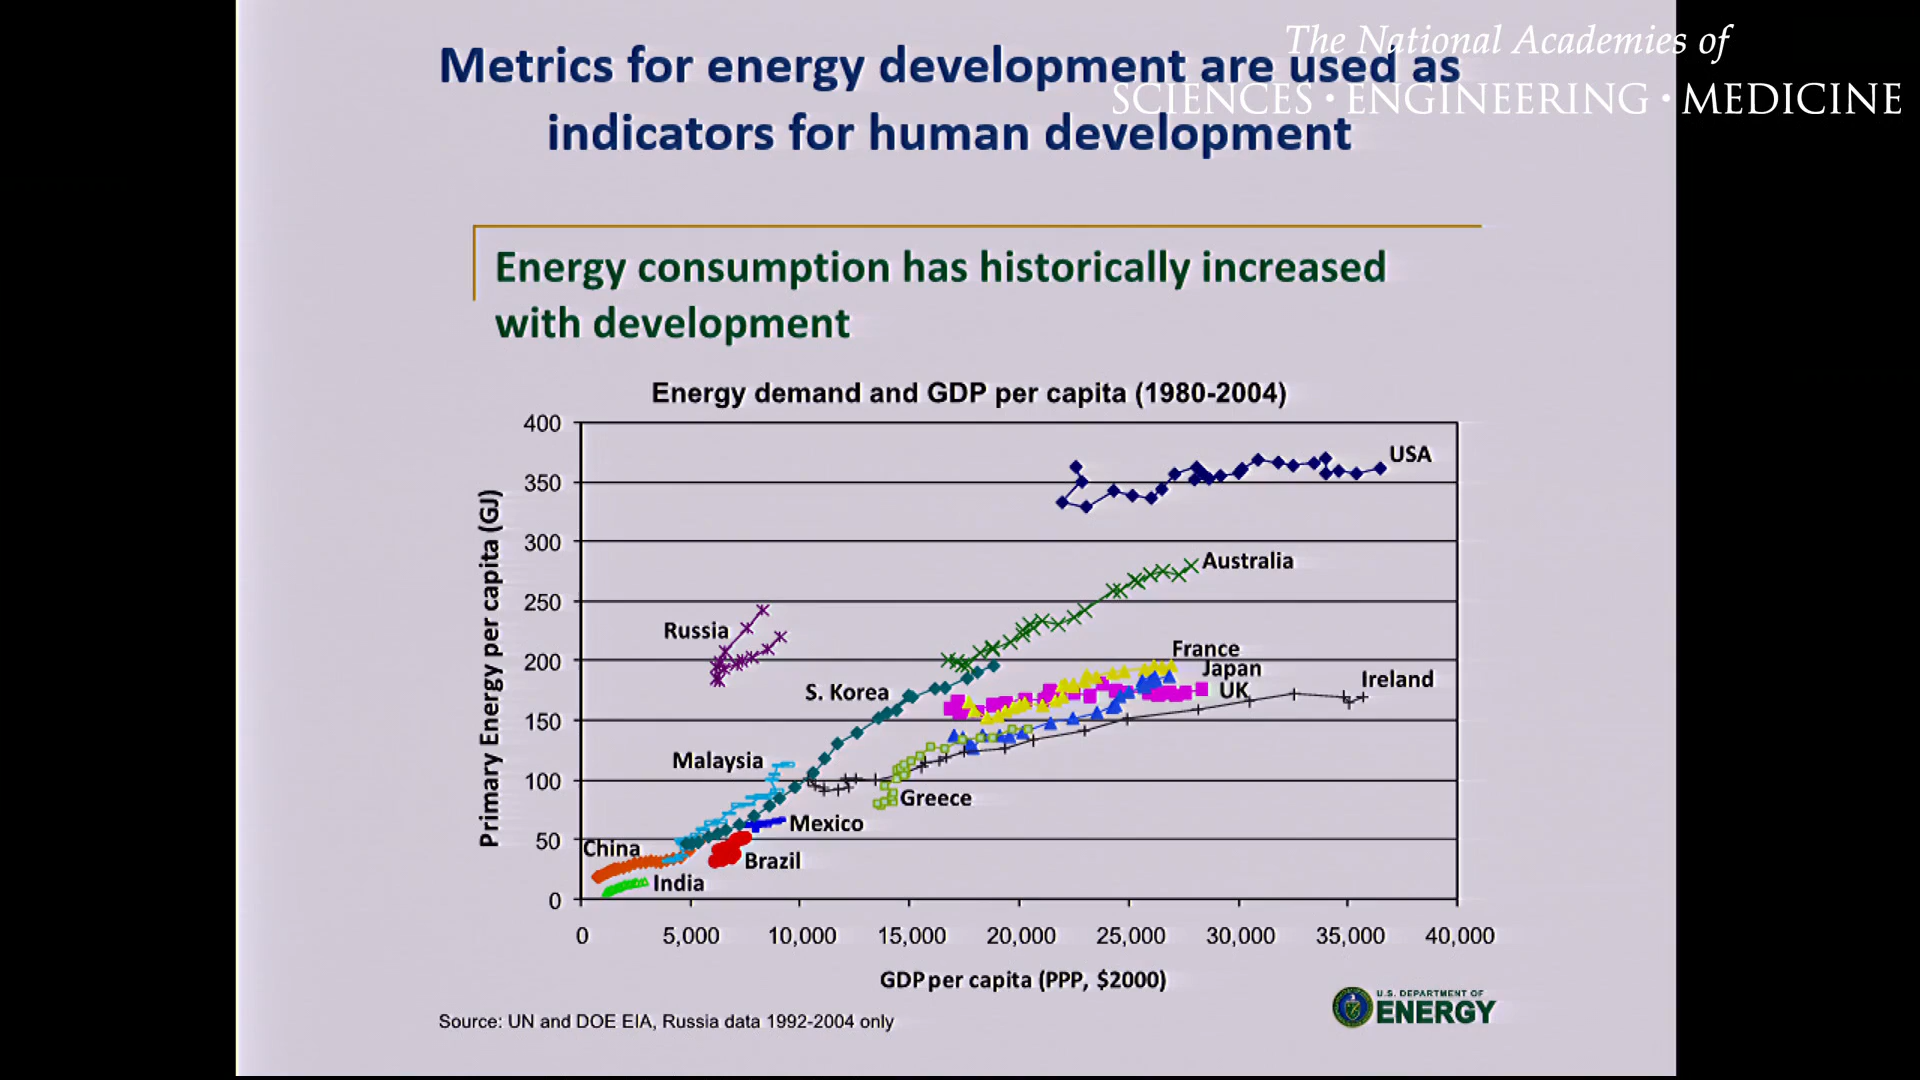 The National Academies of
SCIENCES · ENGINEERING · MEDICINE
Metrics for energy development are used as
indicators for human development
Energy consumption has historically increased
with development
Energy demand and GDP per capita (1980-2004)
Primary Energy per capita (GJ)
400
350
300
250
200
150
100
50
0
USA
Australia
Russia
France
Japan
UK
Ireland
S. Korea
Malaysia
Greece
Mexico
China
Brazil
India
0 5,000 10,000 15,000 20,000 25,000 30,000 35,000 40,000
GDP per capita (PPP, $2000)
U.S. DEPARTMENT OF
ENERGY
Source: UN and DOE EIA, Russia data 1992-2004 only